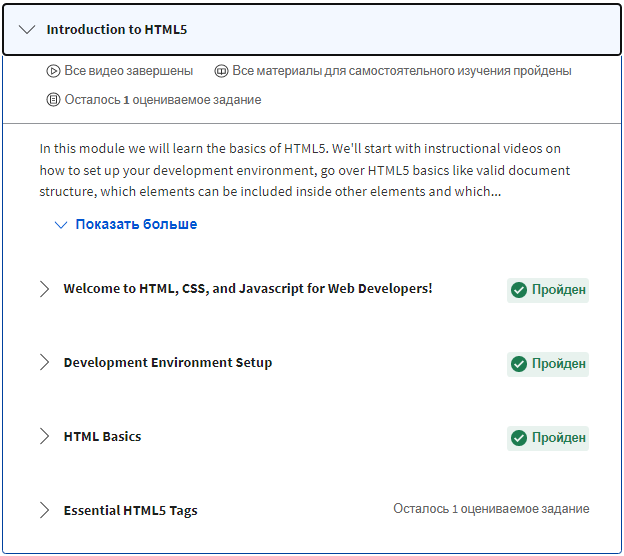 Introduction to HTML5
Все видео завершены Все материалы для самостоятельного изучения пройдены
Осталось 1 оцениваемое задание
In this module we will learn the basics of HTML5. We'll start with instructional videos on
how to set up your development environment, go over HTML5 basics like valid document
structure, which elements can be included inside other elements and which...
Показать больше
Welcome to HTML, CSS, and Javascript for Web Developers! Пройден
Development Environment Setup Пройден
HTML Basics Пройден
Essential HTML5 Tags Осталось 1 оцениваемое задание